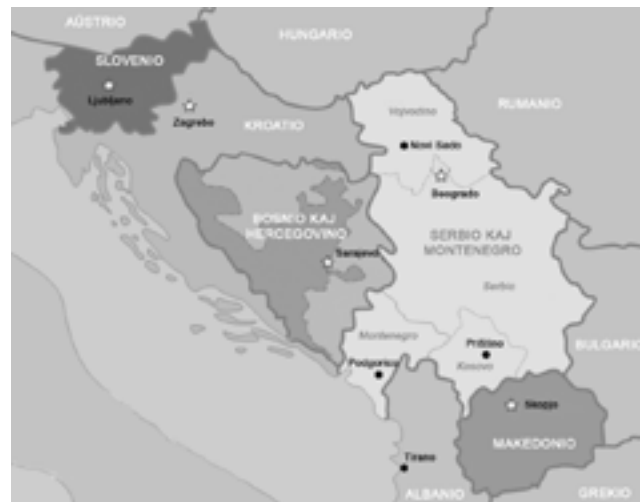 AŬSTRIO
HUNGARIO
SLOVENIO
Ljubljano
RUMANIO
Zagrebo
KROATIO
Vojvodino
Novi Sado
Beogrado
BOSNIO KAJ
HERCEGOVINO
SERBIO KAJ
MONTENEGRO
Sarajevo
Serbio
Montenegro
Priŝtino
BULGARIO
Podgorico
Kosovo
Skopjo
MAKEDONIO
Tirano
ALBANIO
GREKIO